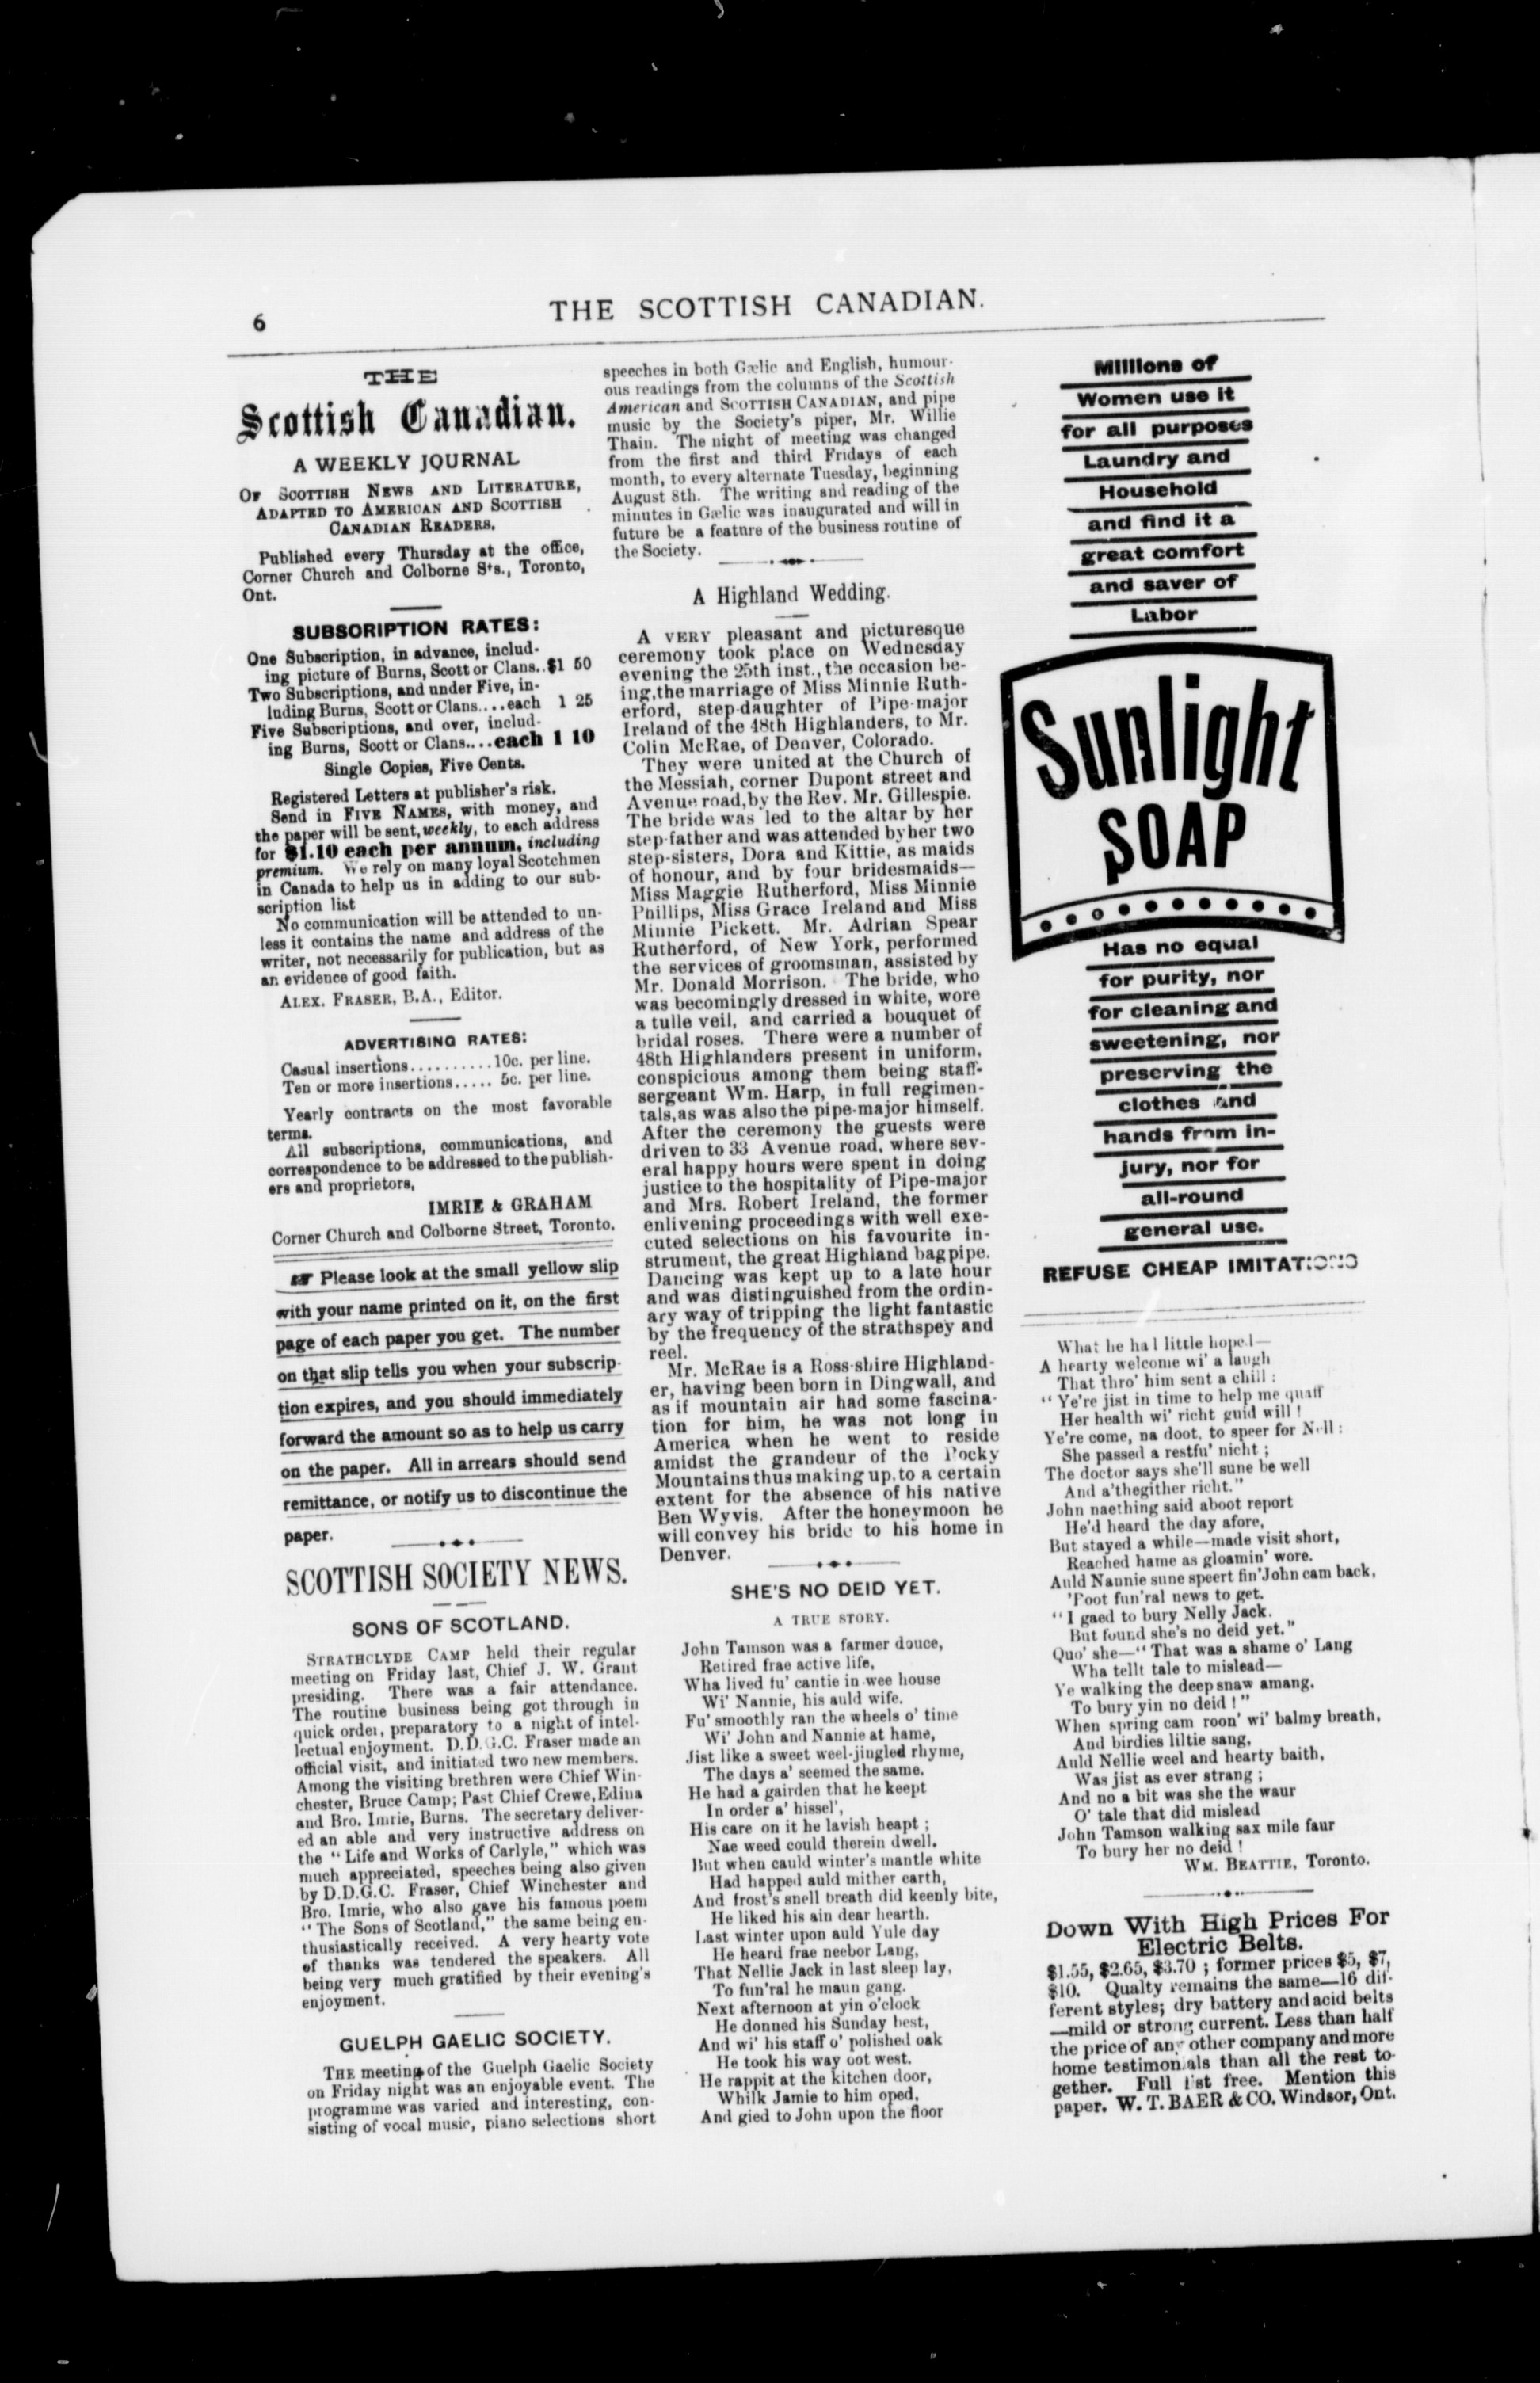 6
THE SCOTTISH CANADIAN.
THE
Scottish Canadian.
A WEEKLY JOURNAL
OF SCOTTISH NEWS AND LITERATURE,
ADAPTED TO AMERICAN AND SCOTTISH
CANADIAN READERS.
Published every Thursday at the office,
Corner Church and Colborne Sts., Toronto,
Ont.
SUBSCRIPTION RATES:
One Subscription, in advance, includ-
ing picture of Burns, Scott or Clans..$1 50
Two Subscriptions, and under Five, in-
luding Burns, Scott or Clans....each 1 25
Five Subscriptions, and over, includ-
ing Burns, Scott or Clans....each 1 10
Single Copies, Five Cents.
Registered Letters at publisher's risk.
Send in FIVE NAMES, with money, and
the paper will be sent, weekly, to each address
for $1.10 each per annum, including
premium. We rely on many loyal Scotchmen
in Canada to help us in adding to our sub-
scription list
No communication will be attended to un-
less it contains the name and address of the
writer, not necessarily for publication, but as
an evidence of good faith.
ALEX. FRASER, B.A., Editor.
ADVERTISING RATES:
Casual insertions..........10c. per line.
Ten or more insertions..... 5c. per line.
Yearly contracts on the most favorable
terms.
All subscriptions, communications, and
correspondence to be addressed to the publish-
ers and proprietors,
IMRIE & GRAHAM
Corner Church and Colborne Street, Toronto.
☞ Please look at the small yellow slip
with your name printed on it, on the first
page of each paper you get. The number
on that slip tells you when your subscrip-
tion expires, and you should immediately
forward the amount so as to help us carry
on the paper. All in arrears should send
remittance, or notify us to discontinue the
paper.
SCOTTISH SOCIETY NEWS.
SONS OF SCOTLAND.
STRATHCLYDE CAMP held their regular
meeting on Friday last, Chief J. W. Grant
presiding. There was a fair attendance.
The routine business being got through in
quick order, preparatory to a night of intel-
lectual enjoyment. D.D.G.C. Fraser made an
official visit, and initiated two new members.
Among the visiting brethren were Chief Win-
chester, Bruce Camp; Past Chief Crewe, Edina
and Bro. Imrie, Burns. The secretary deliver-
ed an able and very instructive address on
the "Life and Works of Carlyle," which was
much appreciated, speeches being also given
by D.D.G.C. Fraser, Chief Winchester and
Bro. Imrie, who also gave his famous poem
"The Sons of Scotland," the same being en-
thusiastically received. A very hearty vote
of thanks was tendered the speakers. All
being very much gratified by their evening's
enjoyment.
GUELPH GAELIC SOCIETY.
THE meeting of the Guelph Gaelic Society
on Friday night was an enjoyable event. The
programme was varied and interesting, con-
sisting of vocal music, piano selections short
speeches in both Gælic and English, humour-
ous readings from the columns of the Scottish
American and SCOTTISH CANADIAN, and pipe
music by the Society's piper, Mr. Willie
Thain. The night of meeting was changed
from the first and third Fridays of each
month, to every alternate Tuesday, beginning
August 8th. The writing and reading of the
minutes in Gælic was inaugurated and will in
future be a feature of the business routine of
the Society.
A Highland Wedding.
A VERY pleasant and picturesque
ceremony took place on Wednesday
evening the 25th inst., the occasion be-
ing,the marriage of Miss Minnie Ruth-
erford, step-daughter of Pipe-major
Ireland of the 48th Highlanders, to Mr.
Colin McRae, of Denver, Colorado.
They were united at the Church of
the Messiah, corner Dupont street and
Avenue road, by the Rev. Mr. Gillespie.
The bride was led to the altar by her
step-father and was attended by her two
step-sisters, Dora and Kittie, as maids
of honour, and by four bridesmaids—
Miss Maggie Rutherford, Miss Minnie
Phillips, Miss Grace Ireland and Miss
Minnie Pickett. Mr. Adrian Spear
Rutherford, of New York, performed
the services of groomsman, assisted by
Mr. Donald Morrison. The bride, who
was becomingly dressed in white, wore
a tulle veil, and carried a bouquet of
bridal roses. There were a number of
48th Highlanders present in uniform,
conspicious among them being staff-
sergeant Wm. Harp, in full regimen-
tals, as was also the pipe-major himself.
After the ceremony the guests were
driven to 33 Avenue road, where sev-
eral happy hours were spent in doing
justice to the hospitality of Pipe-major
and Mrs. Robert Ireland, the former
enlivening proceedings with well exe-
cuted selections on his favourite in-
strument, the great Highland bagpipe.
Dancing was kept up to a late hour
and was distinguished from the ordin-
ary way of tripping the light fantastic
by the frequency of the strathspey and
reel.
Mr. McRae is a Ross-shire Highland-
er, having been born in Dingwall, and
as if mountain air had some fascina-
tion for him, he was not long in
America when he went to reside
amidst the grandeur of the Rocky
Mountains thus making up, to a certain
extent for the absence of his native
Ben Wyvis. After the honeymoon he
will convey his bride to his home in
Denver.
SHE'S NO DEID YET.
A TRUE STORY.
John Tamson was a farmer douce,
Retired frae active life,
Wha lived fu' cantie in wee house
Wi' Nannie, his auld wife.
Fu' smoothly ran the wheels o' time
Wi' John and Nannie at hame,
Jist like a sweet weel-jingled rhyme,
The days a' seemed the same.
He had a gairden that he keept
In order a' hissel',
His care on it he lavish heapt;
Nae weed could therein dwell.
But when cauld winter's mantle white
Had happed auld mither earth,
And frost's snell breath did keenly bite,
He liked his ain dear hearth.
Last winter upon auld Yule day
He heard frae neebor Lang,
That Nellie Jack in last sleep lay,
To fun'ral he maun gang.
Next afternoon at yin o'clock
He donned his Sunday best,
And wi' his staff o' polished oak
He took his way oot west.
He rappit at the kitchen door,
Whilk Jamie to him oped,
And gied to John upon the floor
Millions of
Women use it
for all purposes
Laundry and
Household
and find it a
great comfort
and saver of
Labor
Sunlight
SOAP
Has no equal
for purity, nor
for cleaning and
sweetening, nor
preserving the
clothes and
hands from in-
jury, nor for
all-round
general use.
REFUSE CHEAP IMITATIONS
What he had little hoped—
A hearty welcome wi' a laugh
That thro' him sent a chill:
"Ye're jist in time to help me quaff
Her health wi' richt guid will!
Ye're come, na doot, to speer for Nell:
She passed a restfu' nicht;
The doctor says she'll sune be well
And a'thegither richt."
John naething said aboot report
He'd heard the day afore,
But stayed a while—made visit short,
Reached hame as gloamin' wore.
Auld Nannie sune speert fin' John cam back,
'Foot fun'ral news to get.
"I gaed to bury Nelly Jack.
But found she's no deid yet."
Quo' she—"That was a shame o' Lang
Wha tellt tale to mislead—
Ye walking the deep snaw amang,
To bury yin no deid!"
When spring cam roon' wi' balmy breath,
And birdies liltie sang,
Auld Nellie weel and hearty baith,
Was jist as ever strang;
And no a bit was she the waur
O' tale that did mislead
John Tamson walking sax mile faur
To bury her no deid!
WM. BEATTIE, Toronto.
Down With High Prices For
Electric Belts.
$1.55, $2.65, $3.70; former prices $5, $7,
$10. Qualty remains the same—16 dif-
ferent styles; dry battery and acid belts
—mild or strong current. Less than half
the price of any other company and more
home testimonials than all the rest to-
gether. Full list free. Mention this
paper. W. T. BAER & CO. Windsor, Ont.